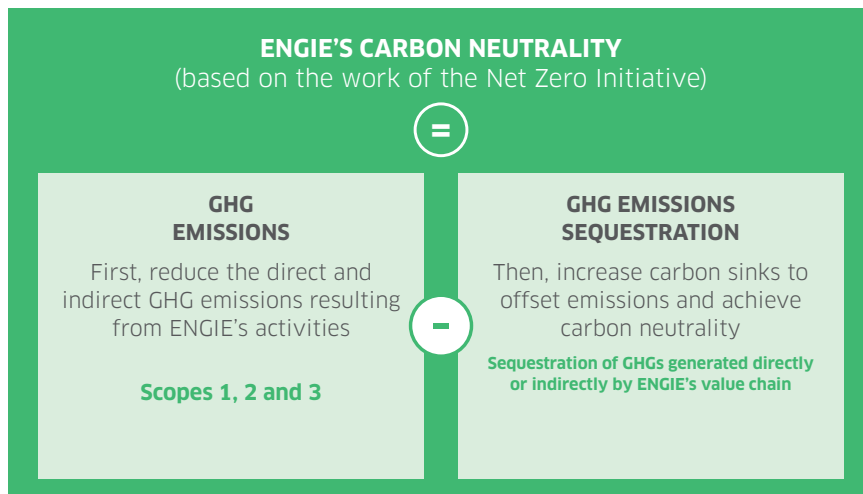 ENGIE'S CARBON NEUTRALITY
(based on the work of the Net Zero Initiative)
=
GHG
EMISSIONS
First, reduce the direct and
indirect GHG emissions resulting
from ENGIE's activities
Scopes 1, 2 and 3
-
GHG EMISSIONS
SEQUESTRATION
Then, increase carbon sinks to
offset emissions and achieve
carbon neutrality
Sequestration of GHGs generated directly
or indirectly by ENGIE's value chain